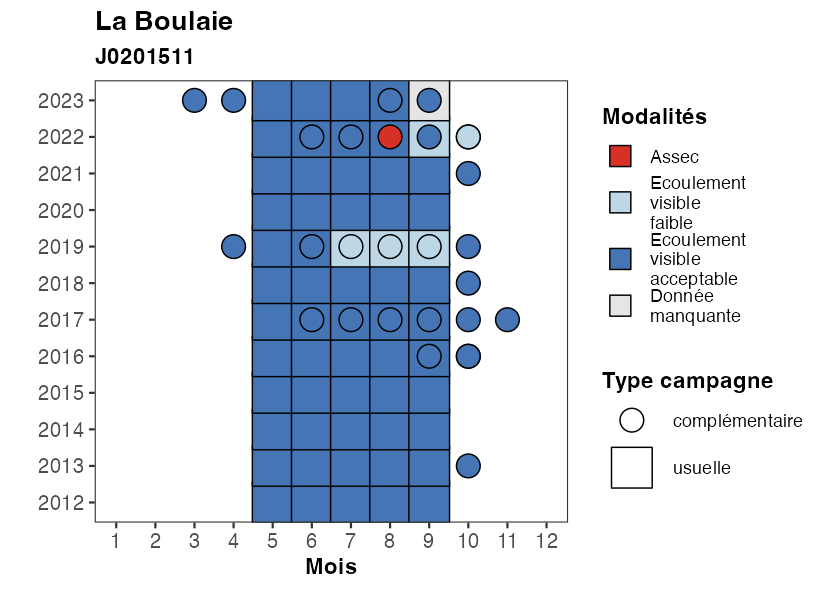 La Boulaie
J0201511
2023
2022
2021
2020
2019
2018
2017
2016
2015
2014
2013
2012
1 2 3 4 5 6 7 8 9 10 11 12
Mois
Modalités
Assec
Ecoulement
visible
faible
Ecoulement
visible
acceptable
Donnée
manquante
Type campagne
complémentaire
usuelle